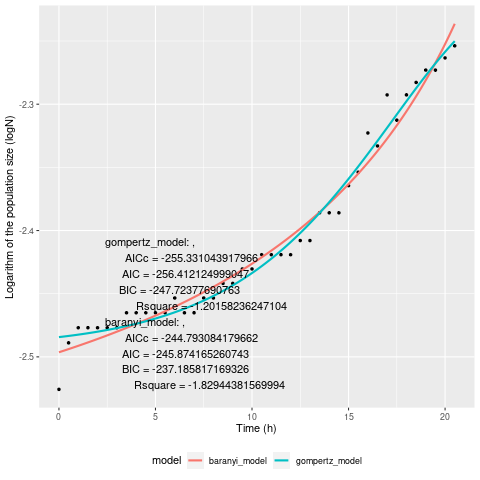 Logarithm of the population size (logN)
-2.3
-2.4
-2.5
gompertz_model: ,
AICc = -255.331043917966
AIC = -256.412124999047
BIC = -247.72377690763
Rsquare = -1.20158236247104
baranyi_model: ,
AICc = -244.793084179662
AIC = -245.874165260743
BIC = -237.185817169326
Rsquare = -1.82944381569994
0 5 10 15 20
Time (h)
model baranyi_model gompertz_model